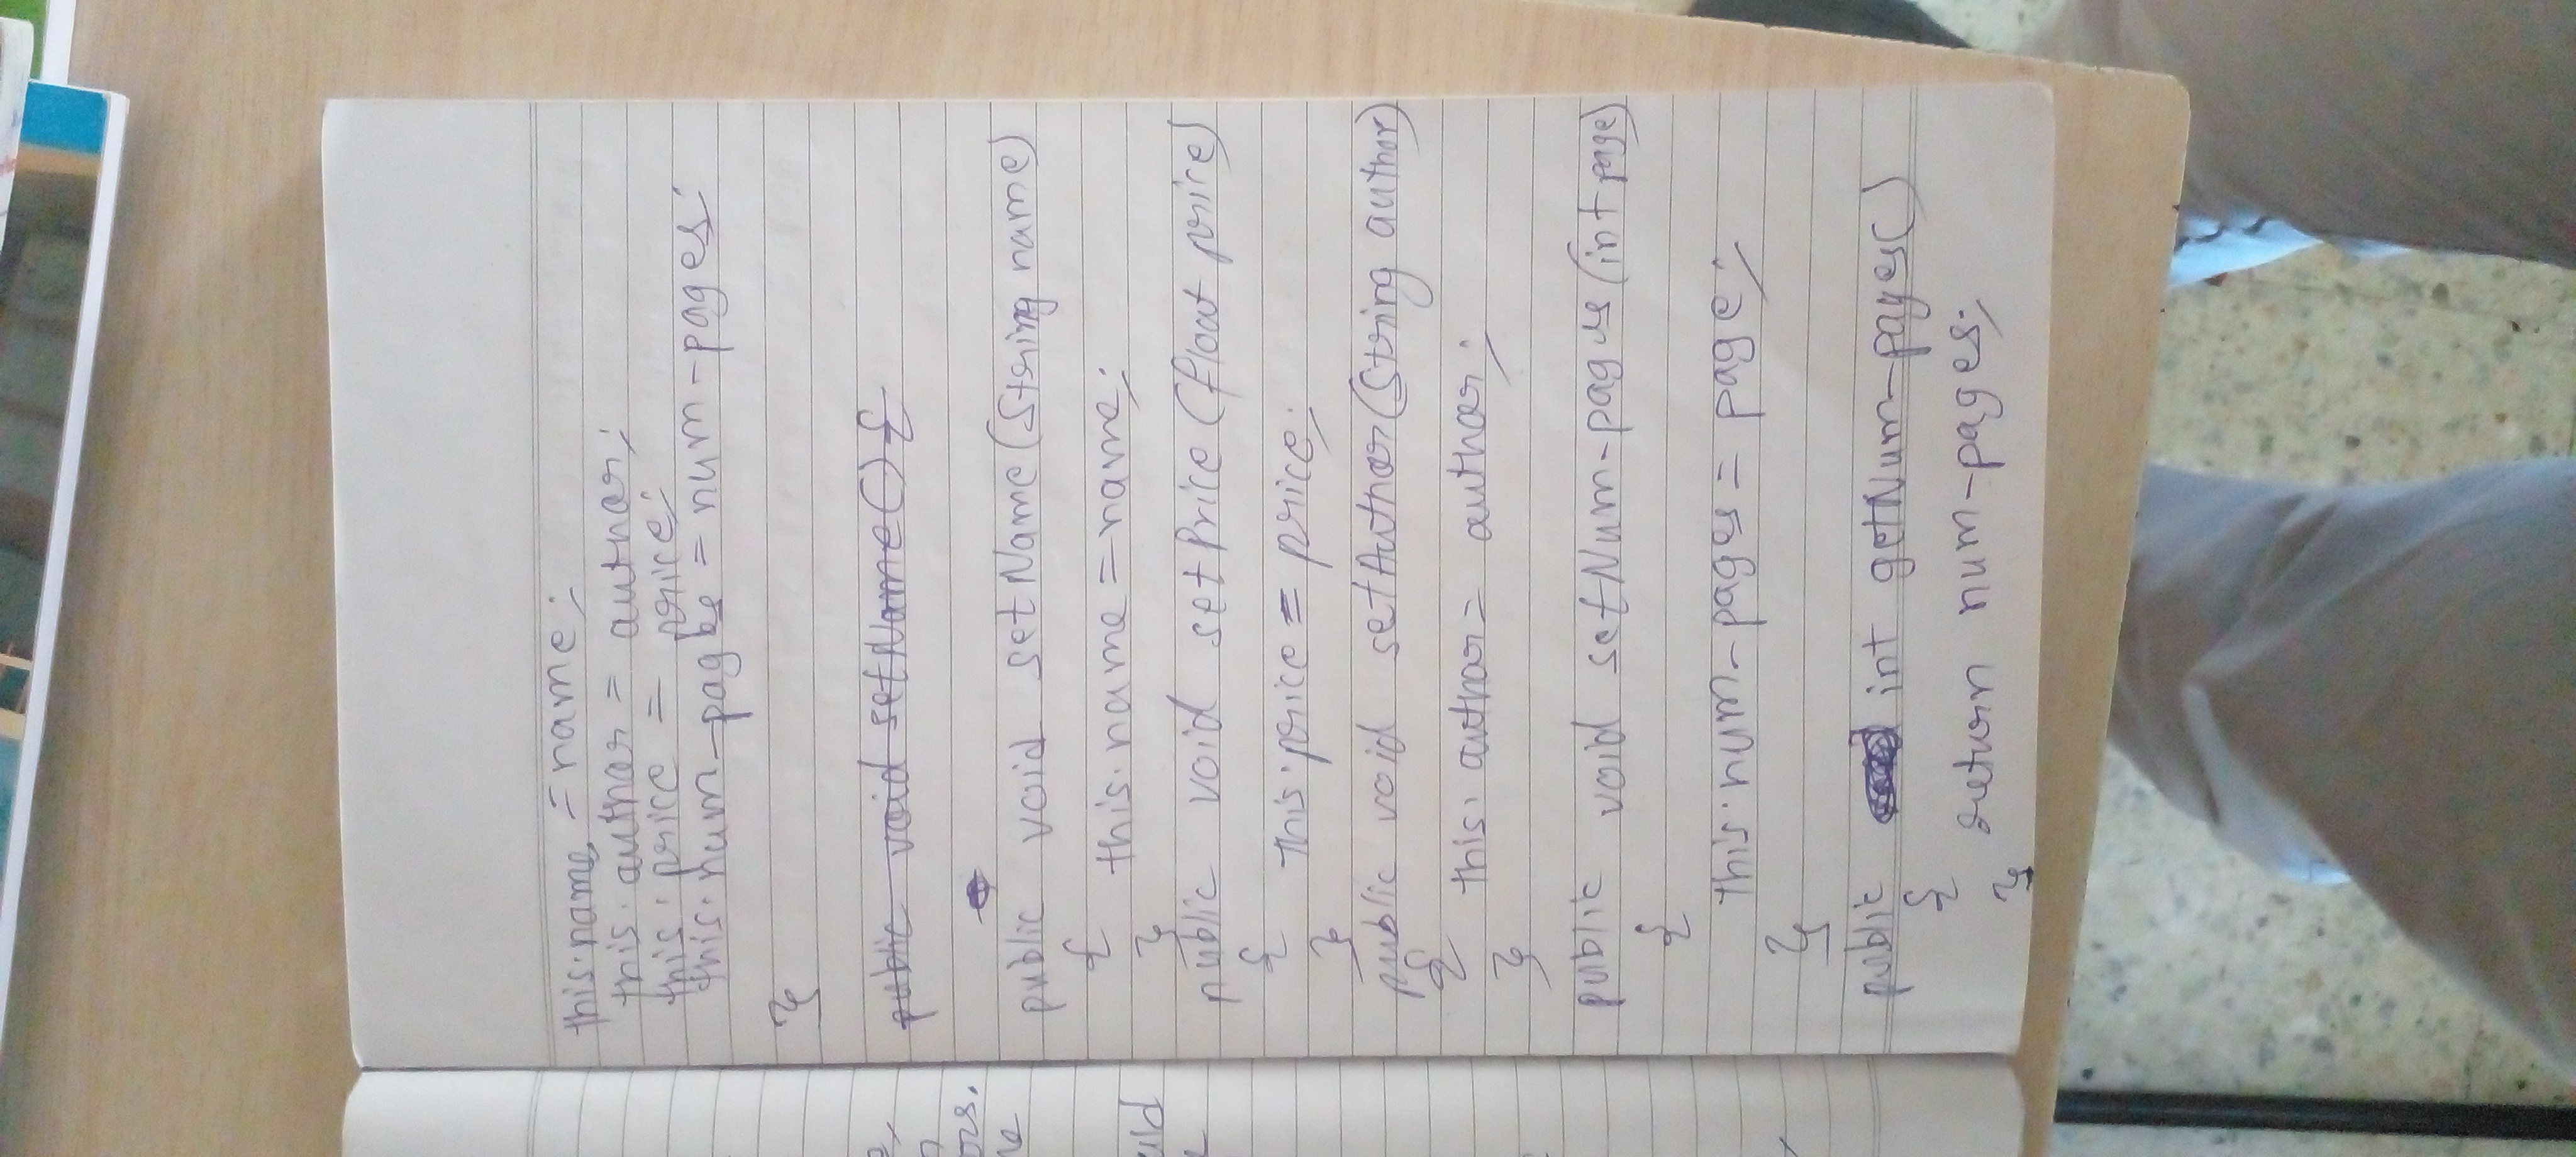 this.name = name;
this.author = author;
this.price = price;
this.num-pages = num-pages;
}
public void setName() {
public void setName(String name)
{
this.name = name;
}
public void setPrice(float price)
{
this.price = price;
}
public void setAuthor(String author)
{
this.author = author;
}
public void setNum-pages(int page)
{
this.num-pages = page;
}
public int getNum-pages()
{
return num-pages;
}